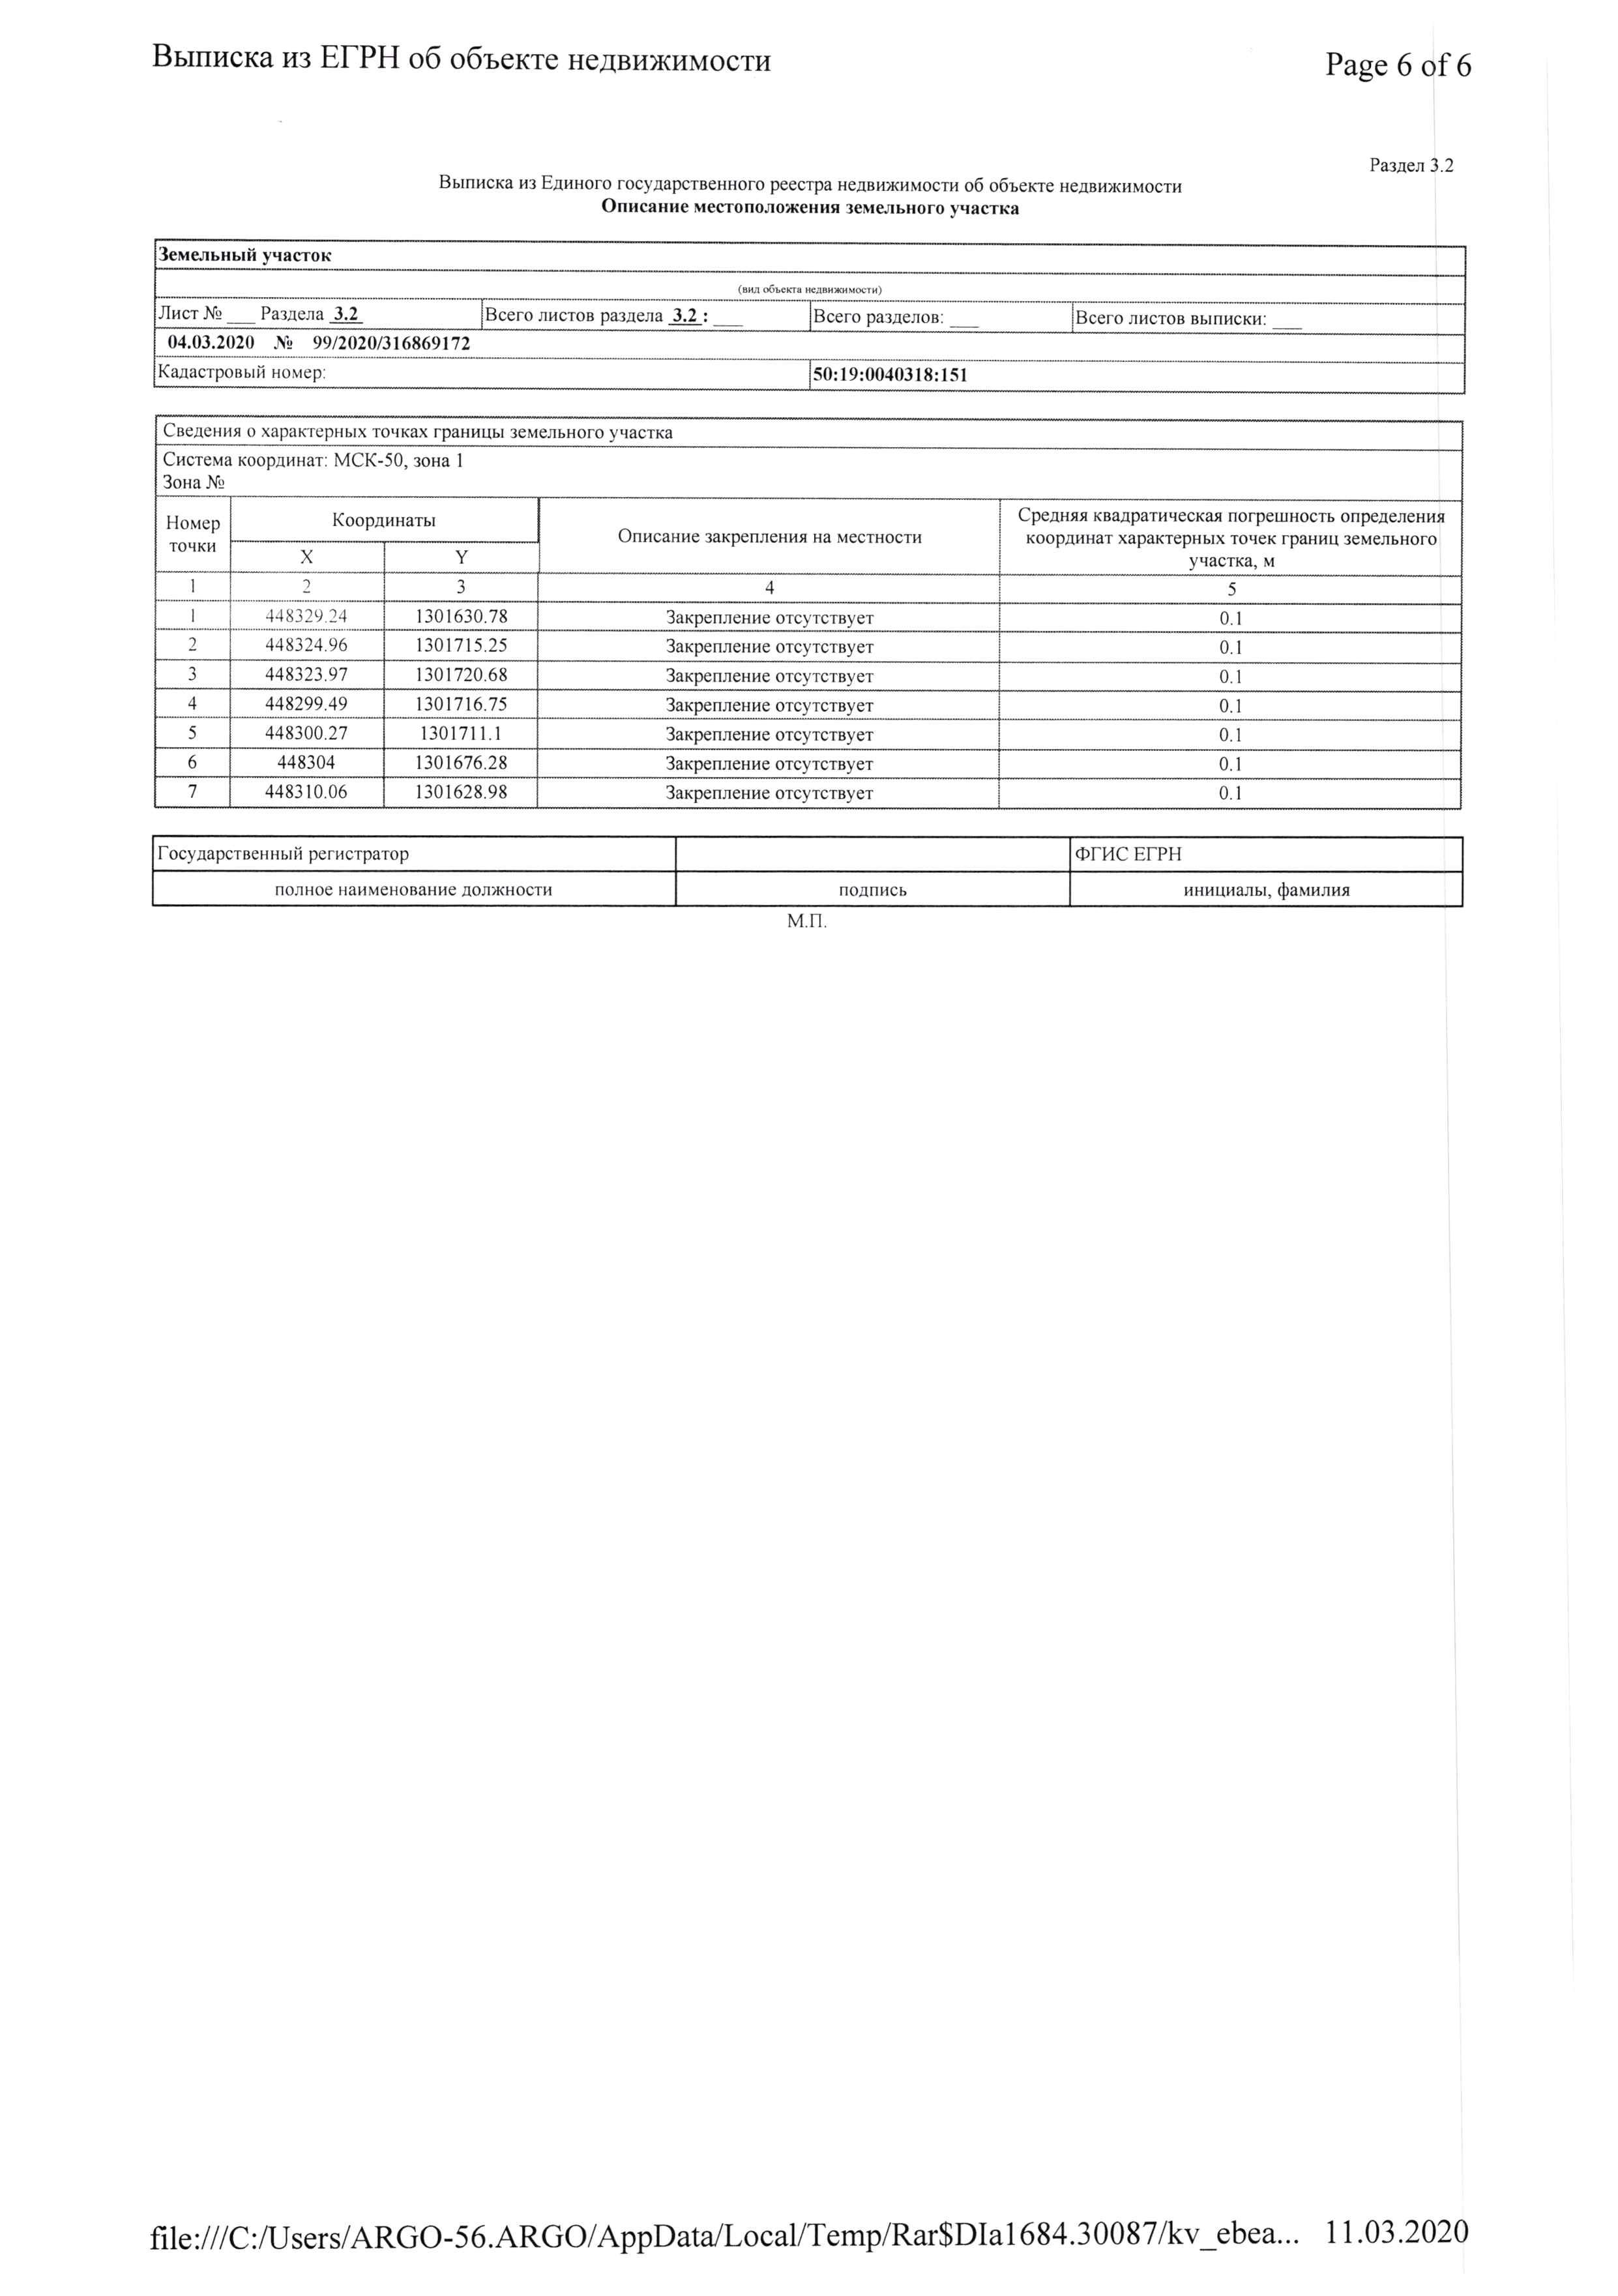 Выписка из ЕГРН об объекте недвижимости Page 6 of 6
Раздел 3.2
Выписка из Единого государственного реестра недвижимости об объекте недвижимости
Описание местоположения земельного участка
Земельный участок
(вид объекта недвижимости)
Лист № ___ Раздела 3.2 Всего листов раздела 3.2 : ___ Всего разделов: ___ Всего листов выписки: ___
04.03.2020 № 99/2020/316869172
Кадастровый номер: 50:19:0040318:151
Сведения о характерных точках границы земельного участка
Система координат: МСК-50, зона 1
Зона №
Номер точки Координаты Описание закрепления на местности Средняя квадратическая погрешность определения координат характерных точек границ земельного участка, м
X Y
1 2 3 4 5
1 448329.24 1301630.78 Закрепление отсутствует 0.1
2 448324.96 1301715.25 Закрепление отсутствует 0.1
3 448323.97 1301720.68 Закрепление отсутствует 0.1
4 448299.49 1301716.75 Закрепление отсутствует 0.1
5 448300.27 1301711.1 Закрепление отсутствует 0.1
6 448304 1301676.28 Закрепление отсутствует 0.1
7 448310.06 1301628.98 Закрепление отсутствует 0.1
Государственный регистратор ФГИС ЕГРН
полное наименование должности подпись инициалы, фамилия
М.П.
file:///C:/Users/ARGO-56.ARGO/AppData/Local/Temp/Rar$DIa1684.30087/kv_ebea... 11.03.2020